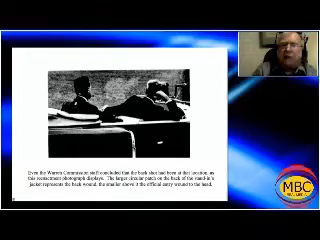 Even the Warren Commission staff concluded that the back shot had been at that location, as
this reenactment photograph displays. The larger circular patch on the back of the stand-in's
jacket represents the back wound, the smaller above it the official entry wound to the head.
MBC